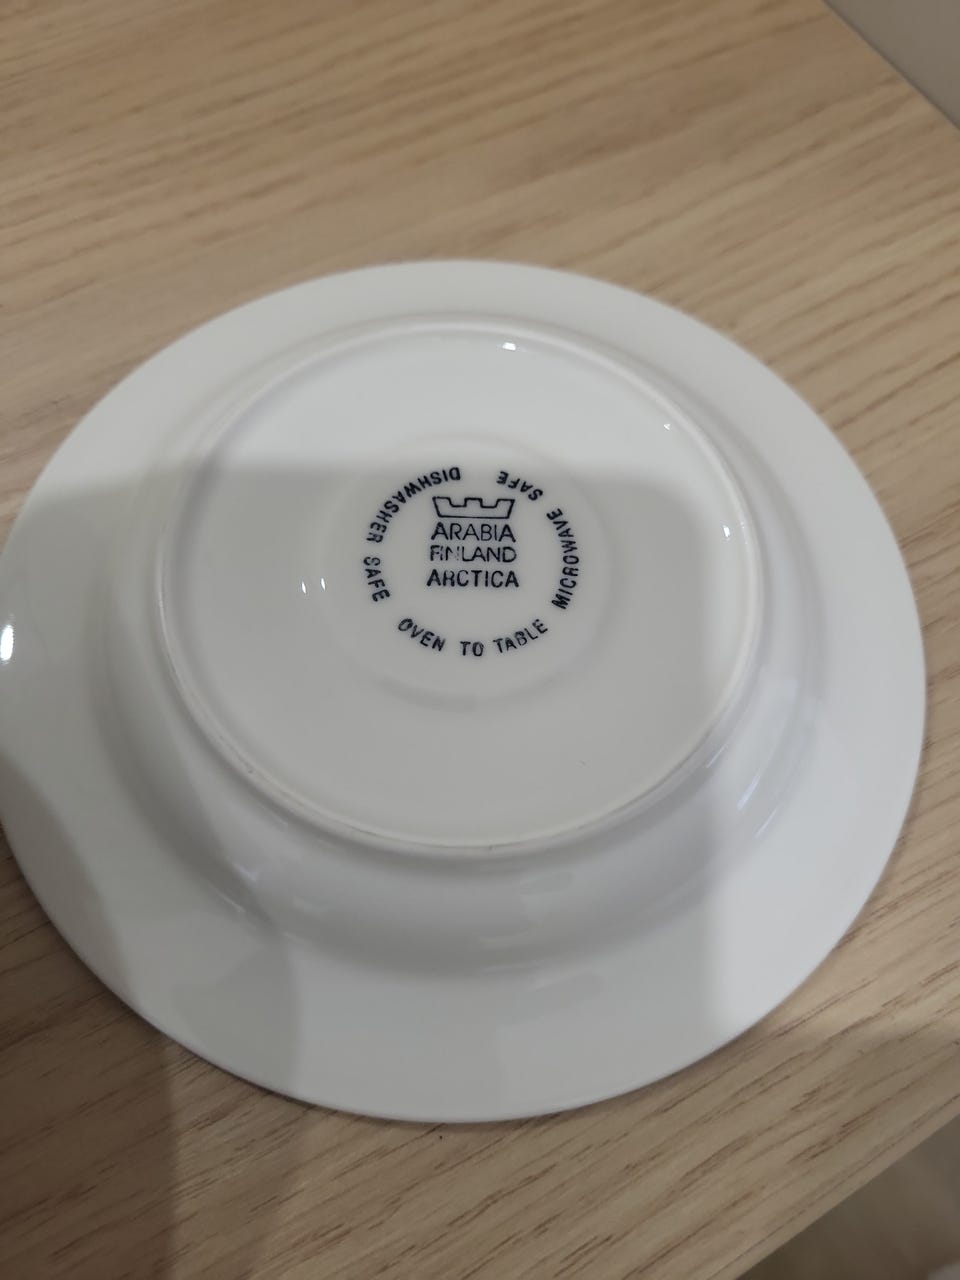 ARABIA
FINLAND
ARCTICA
DISHWASHER SAFE
OVEN TO TABLE
MICROWAVE SAFE